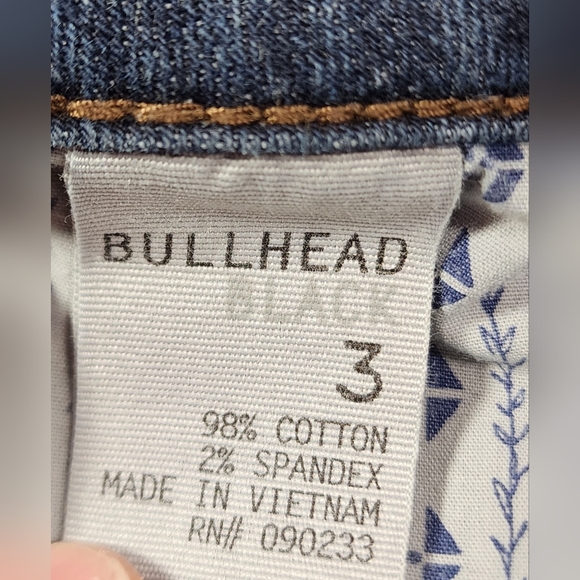 BULLHEAD
BLACK
3
98% COTTON
2% SPANDEX
MADE IN VIETNAM
RN# 090233